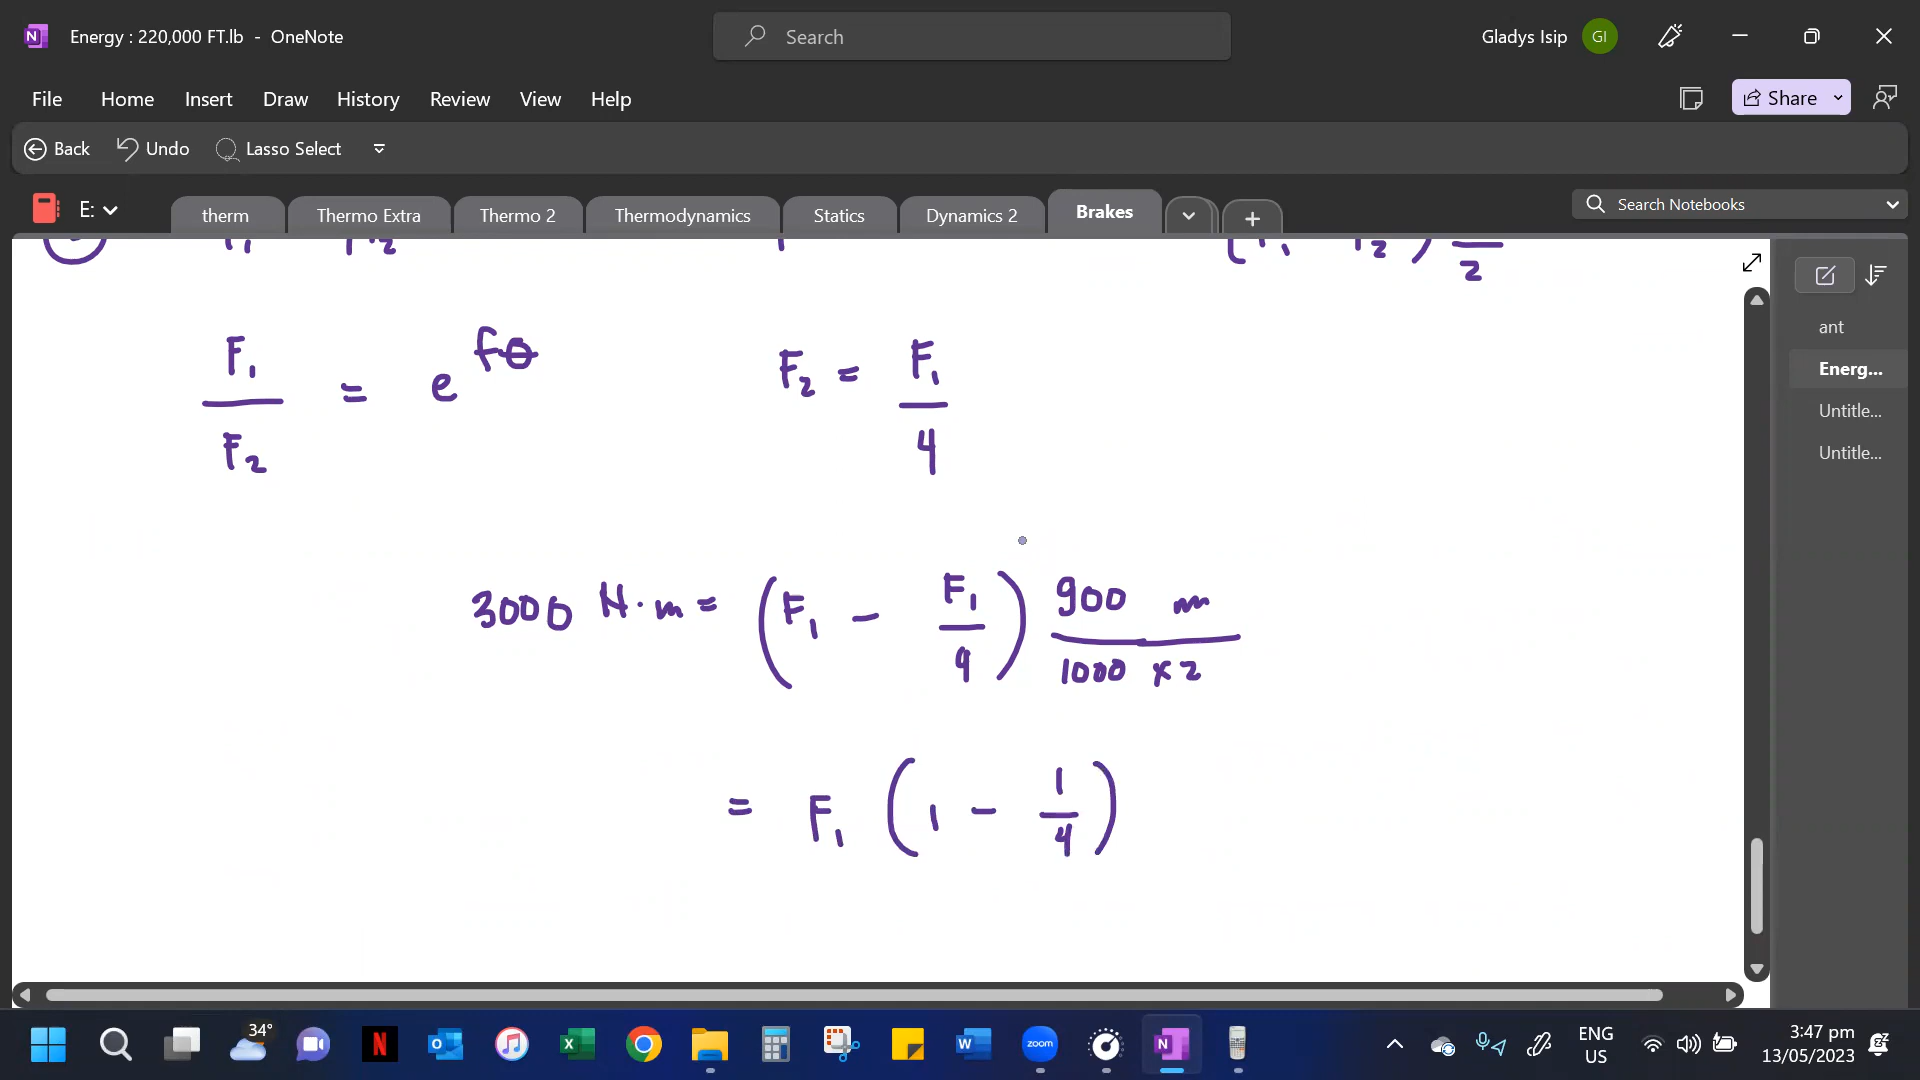 Energy : 220,000 FT.lb - OneNote
Search
Gladys Isip GI
File Home Insert Draw History Review View Help
Share
Back Undo Lasso Select
E: therm Thermo Extra Thermo 2 Thermodynamics Statics Dynamics 2 Brakes +
Search Notebooks
F₁/F₂ = e^fθ
F₂ = F₁/4
3000 N·m = (F₁ - F₁/4) 900 m/1000 x 2
= F₁ (1 - 1/4)
ant
Energ...
Untitle...
Untitle...
34°
zoom
ENG
US
3:47 pm
13/05/2023